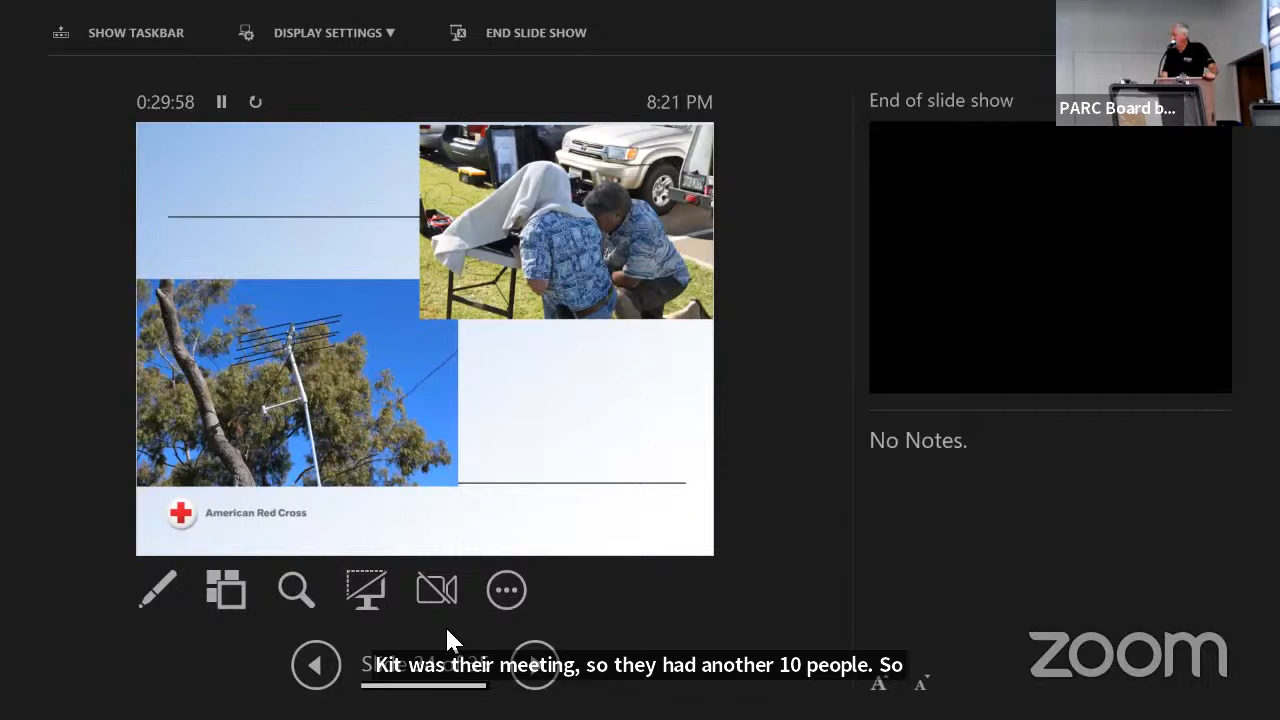 SHOW TASKBAR
DISPLAY SETTINGS ▼
END SLIDE SHOW
0:29:58
8:21 PM
End of slide show
PARC Board b...
No Notes.
American Red Cross
Kit was their meeting, so they had another 10 people. So
zoom
A
A